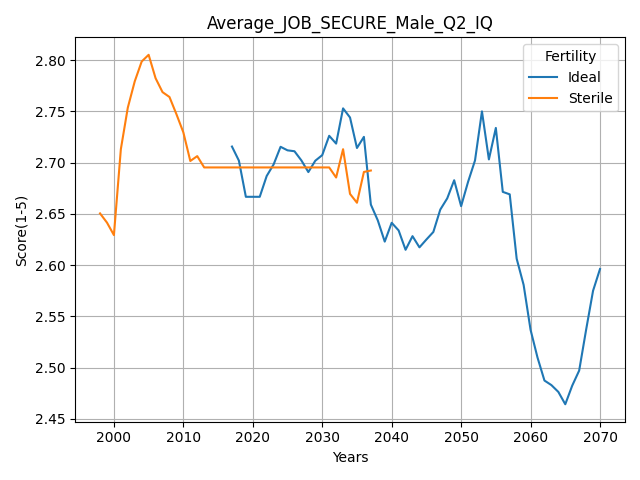 Average_JOB_SECURE_Male_Q2_IQ
Fertility
Ideal
Sterile
Score(1-5)
2.80
2.75
2.70
2.65
2.60
2.55
2.50
2.45
2000 2010 2020 2030 2040 2050 2060 2070
Years